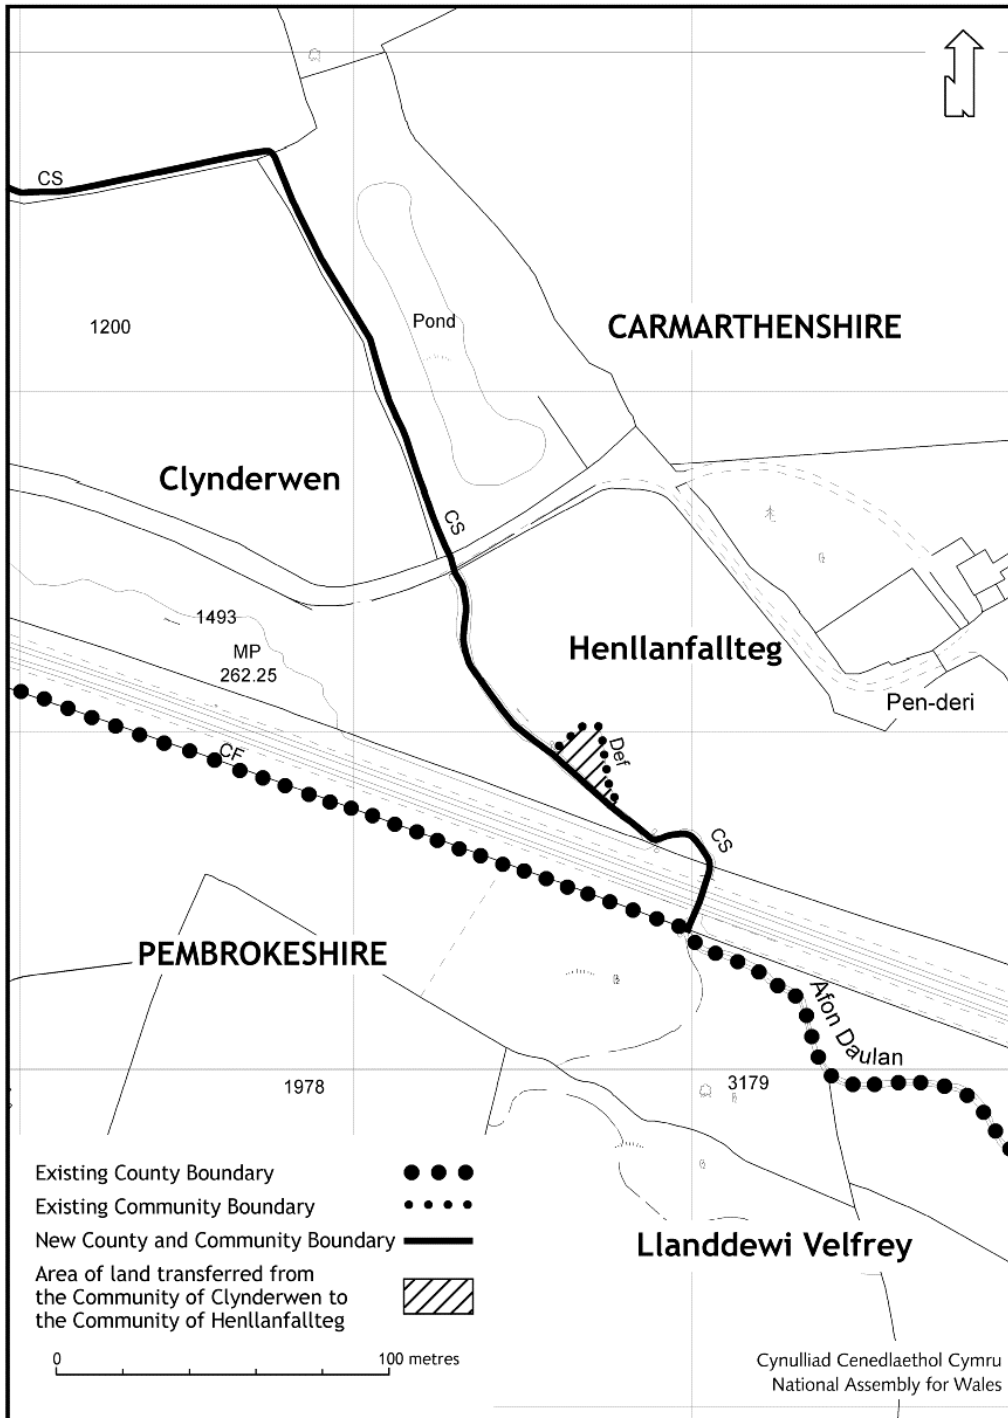 CS
1200
Pond
CARMARTHENSHIRE
Clynderwen
CS
1493
MP
262.25
Henllanfallteg
Pen-deri
Def
CF
CS
PEMBROKESHIRE
Afon Daulan
1978
3179
Existing County Boundary
Existing Community Boundary
New County and Community Boundary
Area of land transferred from
the Community of Clynderwen to
the Community of Henllanfallteg
Llanddewi Velfrey
0
100 metres
Cynulliad Cenedlaethol Cymru
National Assembly for Wales